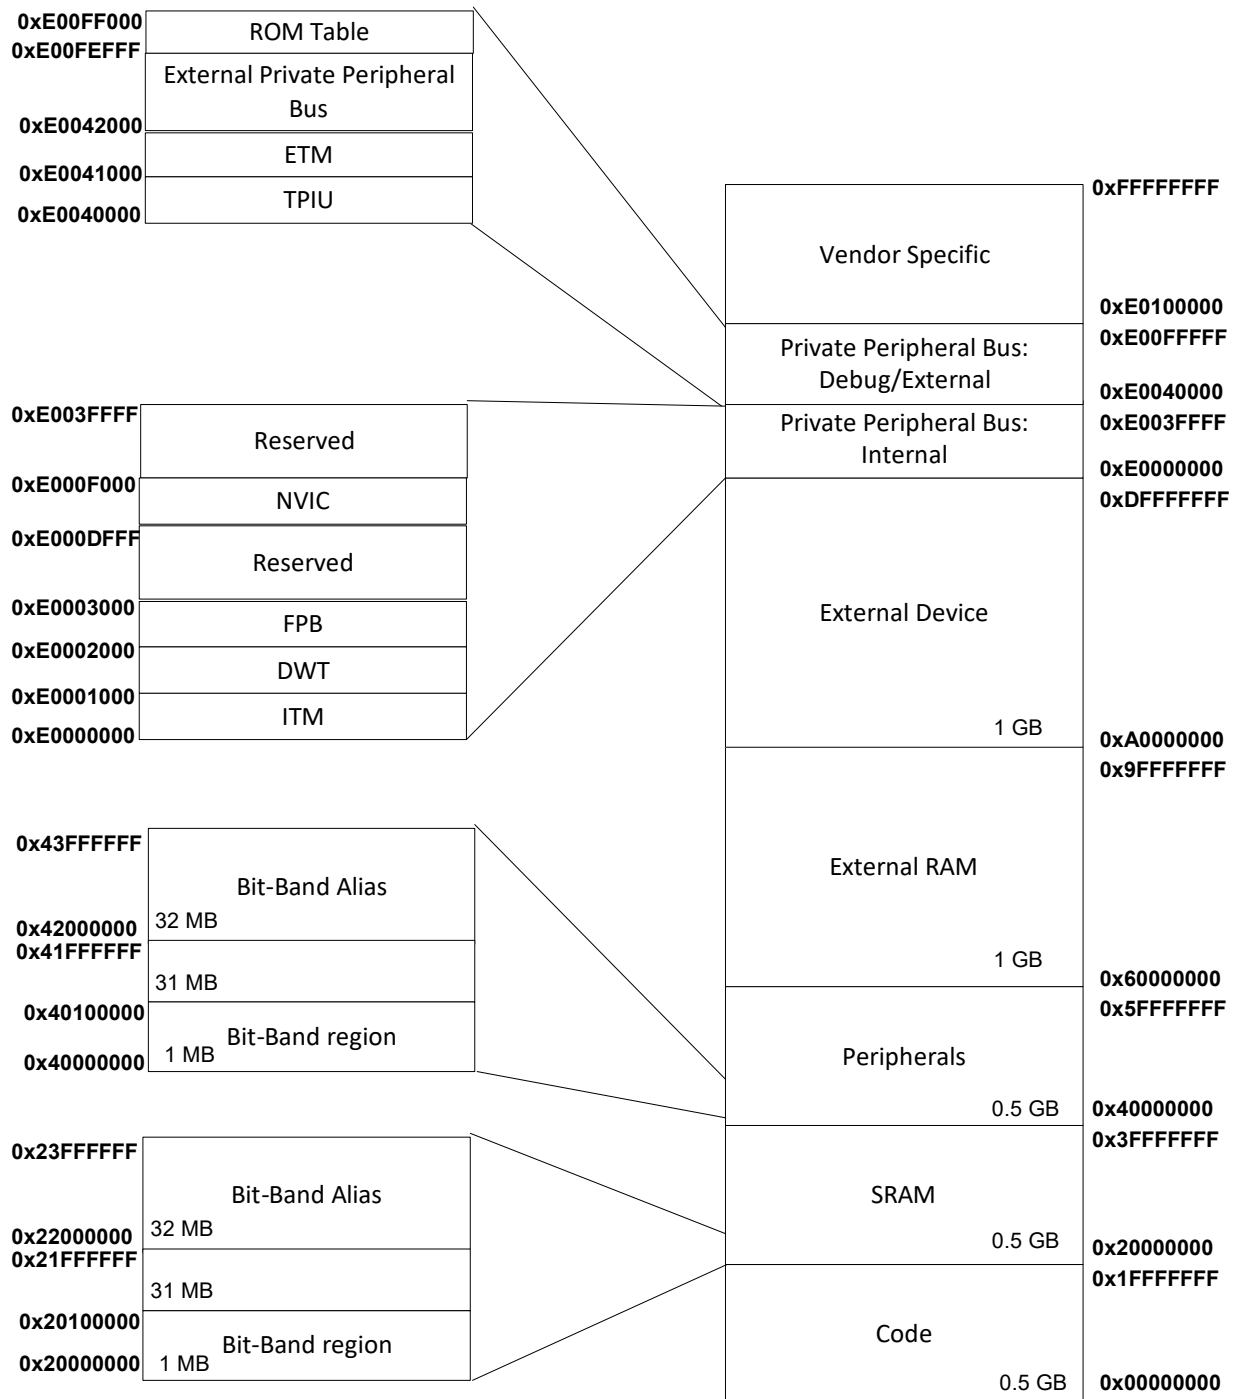 0xE00FF000
ROM Table
0xE00FEFFF
External Private Peripheral
Bus
0xE0042000
ETM
0xE0041000
TPIU
0xE0040000
0xE003FFFF
Reserved
0xE000F000
NVIC
0xE000DFFF
Reserved
0xE0003000
FPB
0xE0002000
DWT
0xE0001000
ITM
0xE0000000
0x43FFFFFF
Bit-Band Alias
32 MB
0x42000000
0x41FFFFFF
31 MB
0x40100000
Bit-Band region
1 MB
0x40000000
0x23FFFFFF
Bit-Band Alias
32 MB
0x22000000
0x21FFFFFF
31 MB
0x20100000
Bit-Band region
1 MB
0x20000000
0xFFFFFFFF
Vendor Specific
0xE0100000
0xE00FFFFF
Private Peripheral Bus:
Debug/External
0xE0040000
0xE003FFFF
Private Peripheral Bus:
Internal
0xE0000000
0xDFFFFFFF
External Device
1 GB
0xA0000000
0x9FFFFFFF
External RAM
1 GB
0x60000000
0x5FFFFFFF
Peripherals
0.5 GB
0x40000000
0x3FFFFFFF
SRAM
0.5 GB
0x20000000
0x1FFFFFFF
Code
0.5 GB
0x00000000